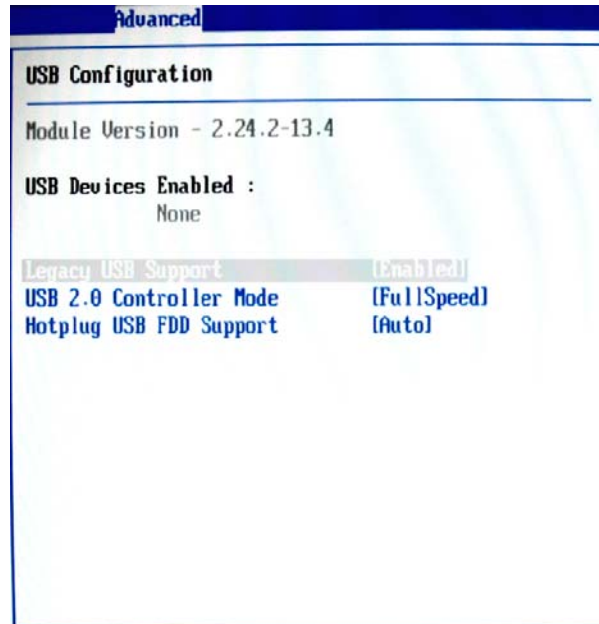 Advanced
USB Configuration
Module Version - 2.24.2-13.4
USB Devices Enabled :
None
Legacy USB Support [Enabled]
USB 2.0 Controller Mode [FullSpeed]
Hotplug USB FDD Support [Auto]